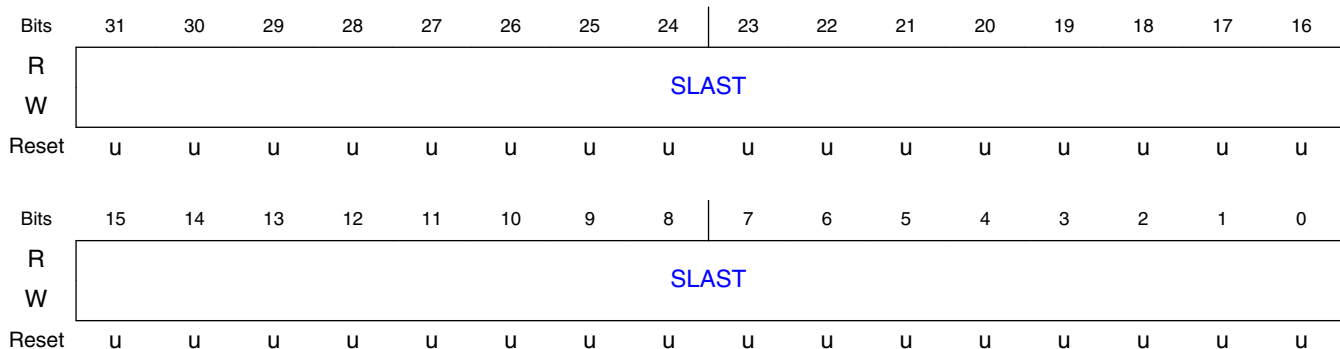 Bits 31 30 29 28 27 26 25 24 23 22 21 20 19 18 17 16
R
SLAST
W
Reset u u u u u u u u u u u u u u u u
Bits 15 14 13 12 11 10 9 8 7 6 5 4 3 2 1 0
R
SLAST
W
Reset u u u u u u u u u u u u u u u u